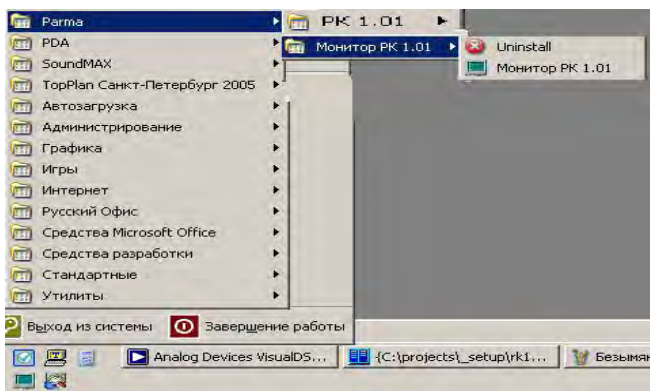 Parma
PK 1.01
PDA
Монитор РК 1.01
Uninstall
SoundMAX
Монитор РК 1.01
TopPlan Санкт-Петербург 2005
Автозагрузка
Администрирование
Графика
Игры
Интернет
Русский Офис
Средства Microsoft Office
Средства разработки
Стандартные
Утилиты
Выход из системы Завершение работы
Analog Devices VisualDS... {C:\projects\_setup\rk1... Безымян